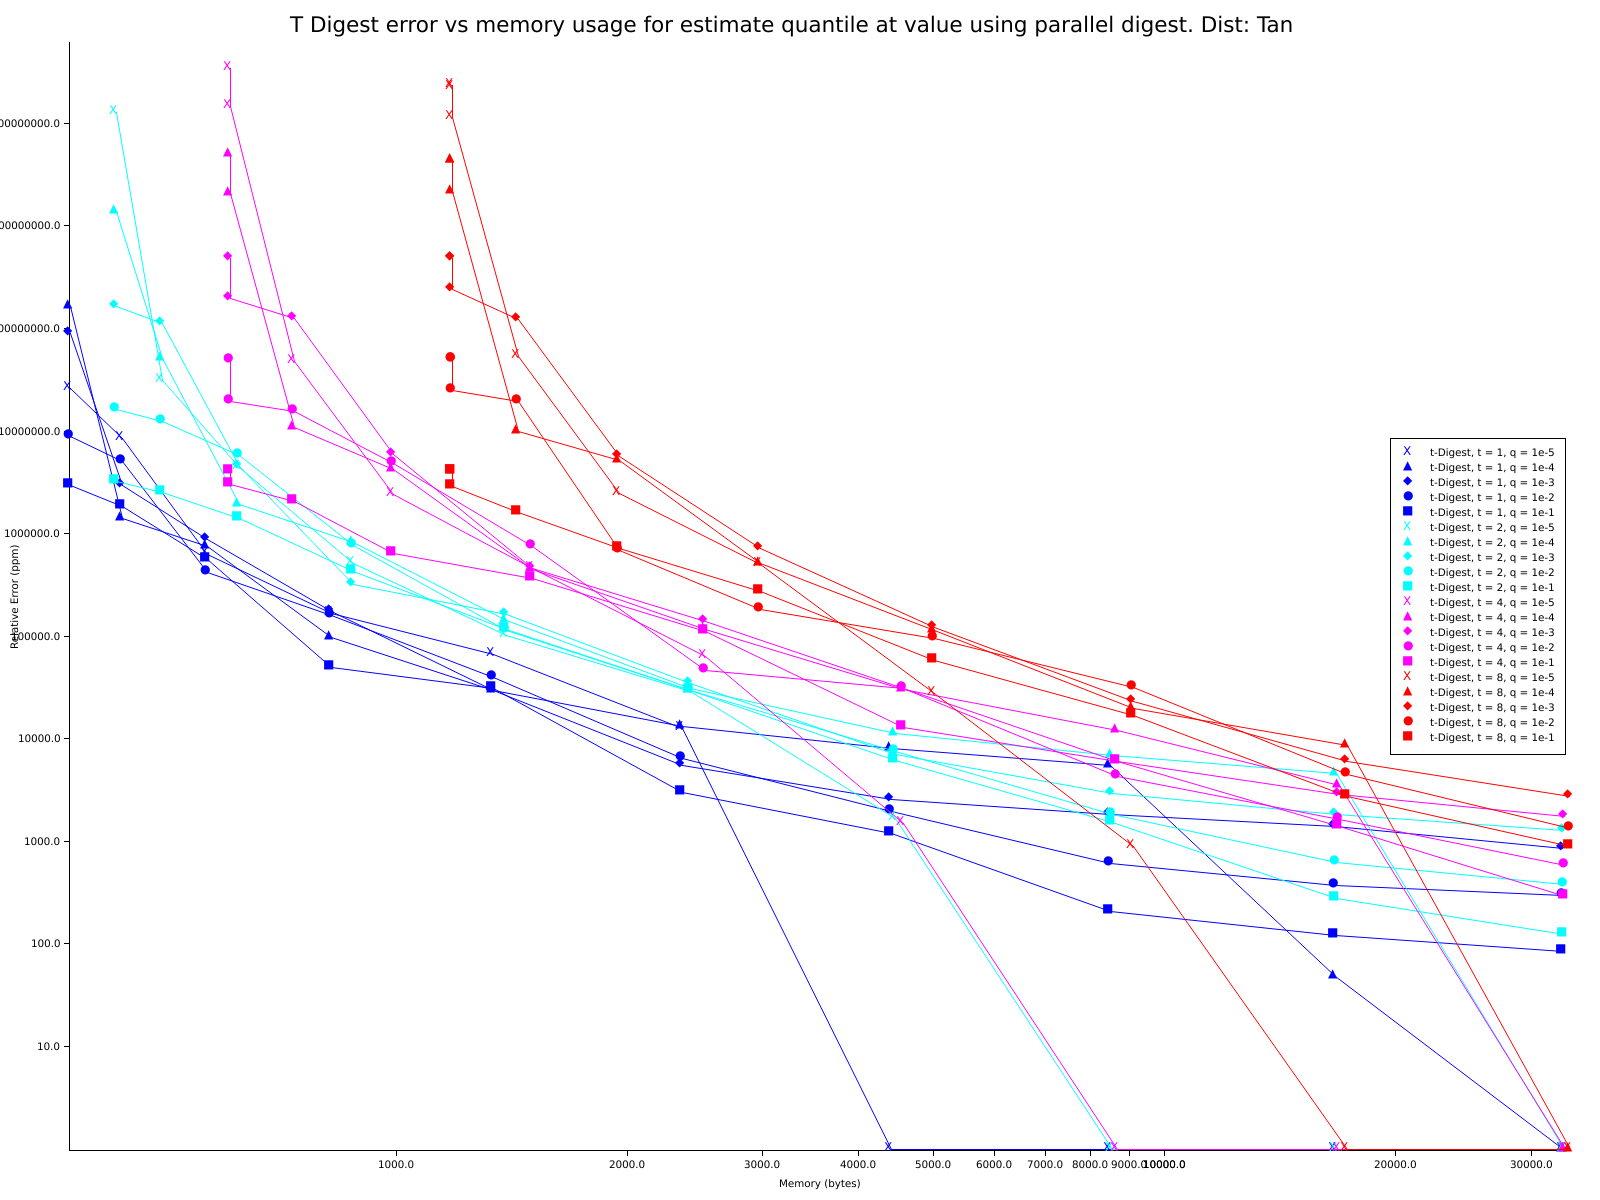 T Digest error vs memory usage for estimate quantile at value using parallel digest. Dist: Tan
00000000.0
00000000.0
00000000.0
10000000.0
1000000.0
00000.0
10000.0
1000.0
100.0
10.0
Relative Error (ppm)
t-Digest, t = 1, q = 1e-5
t-Digest, t = 1, q = 1e-4
t-Digest, t = 1, q = 1e-3
t-Digest, t = 1, q = 1e-2
t-Digest, t = 1, q = 1e-1
t-Digest, t = 2, q = 1e-5
t-Digest, t = 2, q = 1e-4
t-Digest, t = 2, q = 1e-3
t-Digest, t = 2, q = 1e-2
t-Digest, t = 2, q = 1e-1
t-Digest, t = 4, q = 1e-5
t-Digest, t = 4, q = 1e-4
t-Digest, t = 4, q = 1e-3
t-Digest, t = 4, q = 1e-2
t-Digest, t = 4, q = 1e-1
t-Digest, t = 8, q = 1e-5
t-Digest, t = 8, q = 1e-4
t-Digest, t = 8, q = 1e-3
t-Digest, t = 8, q = 1e-2
t-Digest, t = 8, q = 1e-1
1000.0 2000.0 3000.0 4000.0 5000.0 6000.0 7000.0 8000.0 9000.0 10000.0 20000.0 30000.0
Memory (bytes)